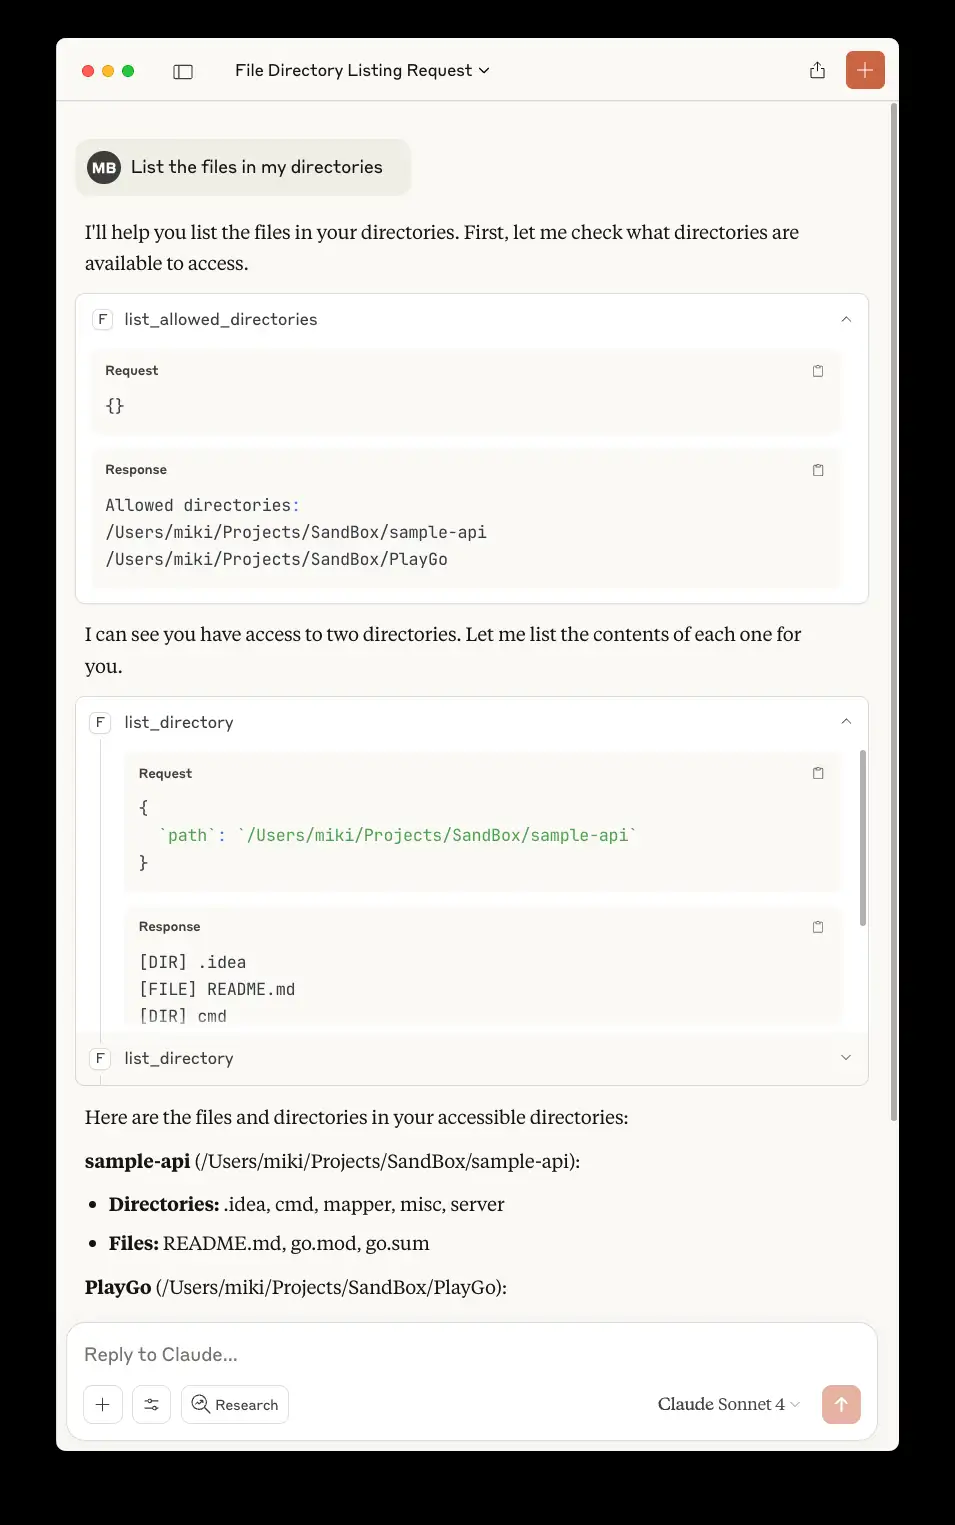 File Directory Listing Request
MB List the files in my directories
I'll help you list the files in your directories. First, let me check what directories are
available to access.
F list_allowed_directories
Request
{}
Response
Allowed directories:
/Users/miki/Projects/SandBox/sample-api
/Users/miki/Projects/SandBox/PlayGo
I can see you have access to two directories. Let me list the contents of each one for
you.
F list_directory
Request
{
`path`: `/Users/miki/Projects/SandBox/sample-api`
}
Response
[DIR] .idea
[FILE] README.md
[DIR] cmd
F list_directory
Here are the files and directories in your accessible directories:
sample-api (/Users/miki/Projects/SandBox/sample-api):
• Directories: .idea, cmd, mapper, misc, server
• Files: README.md, go.mod, go.sum
PlayGo (/Users/miki/Projects/SandBox/PlayGo):
Reply to Claude...
Research
Claude Sonnet 4